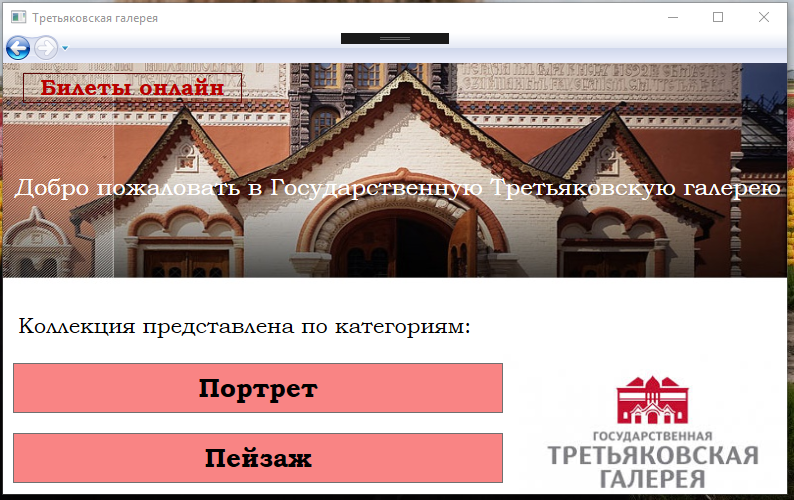 Третьяковская галерея
Билеты онлайн
Добро пожаловать в Государственную Третьяковскую галерею
Коллекция представлена по категориям:
Портрет
Пейзаж
ГОСУДАРСТВЕННАЯ
ТРЕТЬЯКОВСКАЯ
ГАЛЕРЕЯ